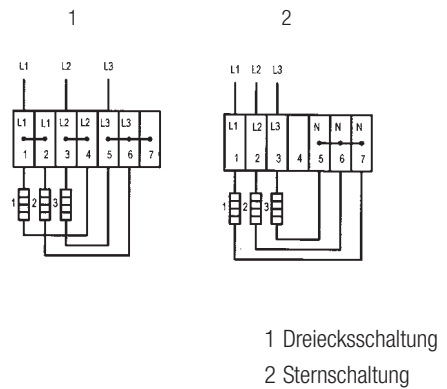 1 2
L1 L2 L3
L1 L2 L3
L1 L1 L2 L2 L3 L3
1 2 3 4 5 6 7
L1 L2 L3 N N N
1 2 3 4 5 6 7
1 2 3
1 2 3
1 Dreiecksschaltung
2 Sternschaltung